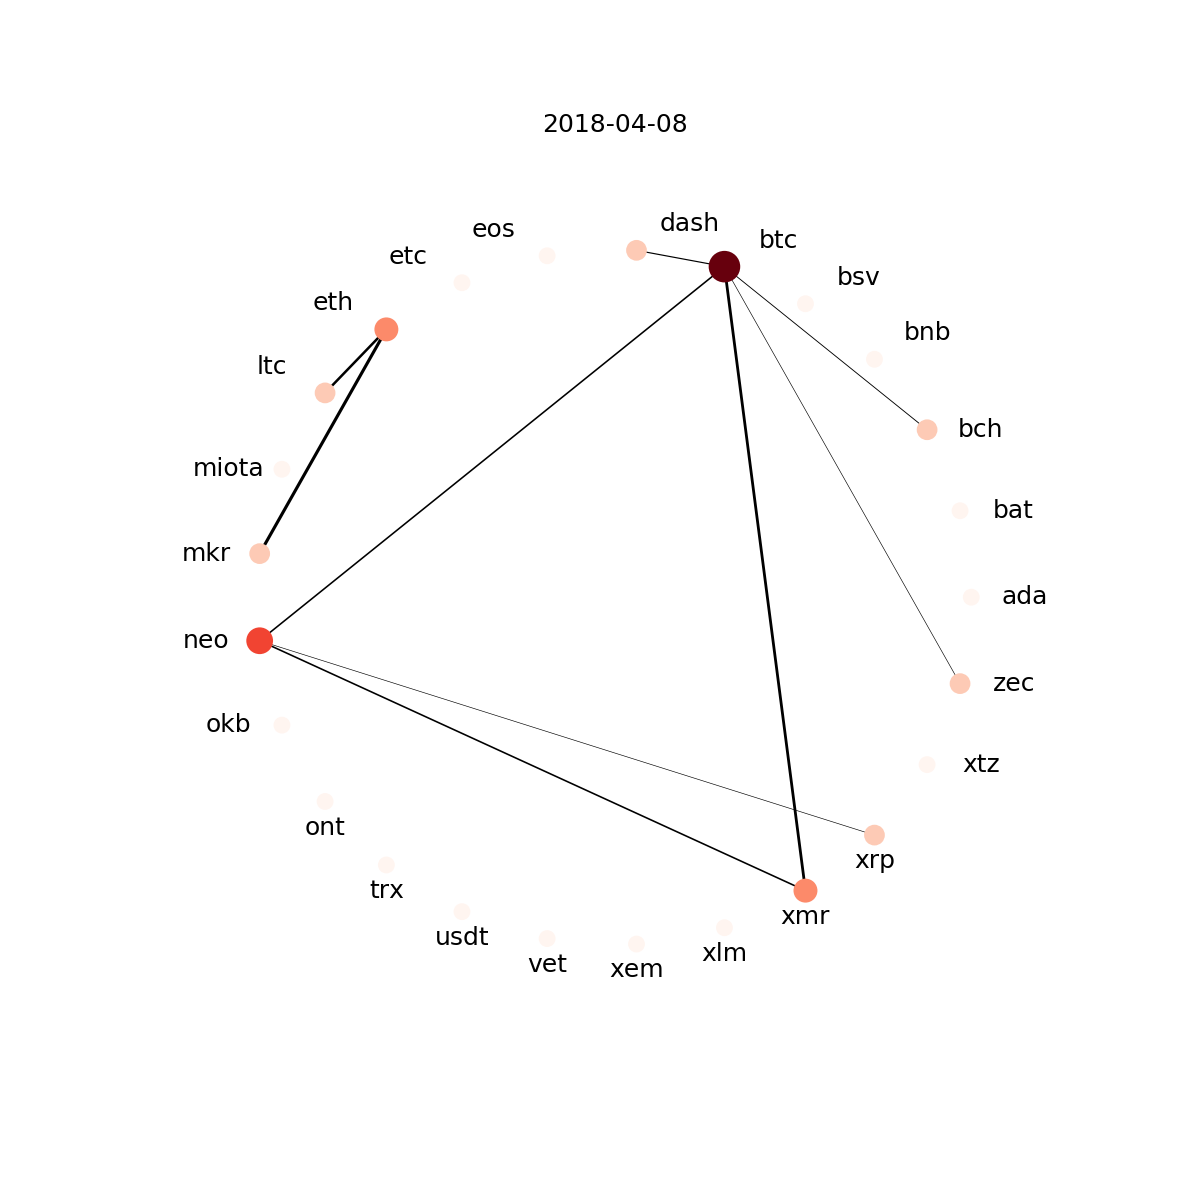 2018-04-08
dash
btc
eos
etc
bsv
eth
bnb
ltc
bch
miota
bat
mkr
ada
neo
zec
okb
xtz
ont
xrp
trx
xmr
usdt
xlm
vet
xem